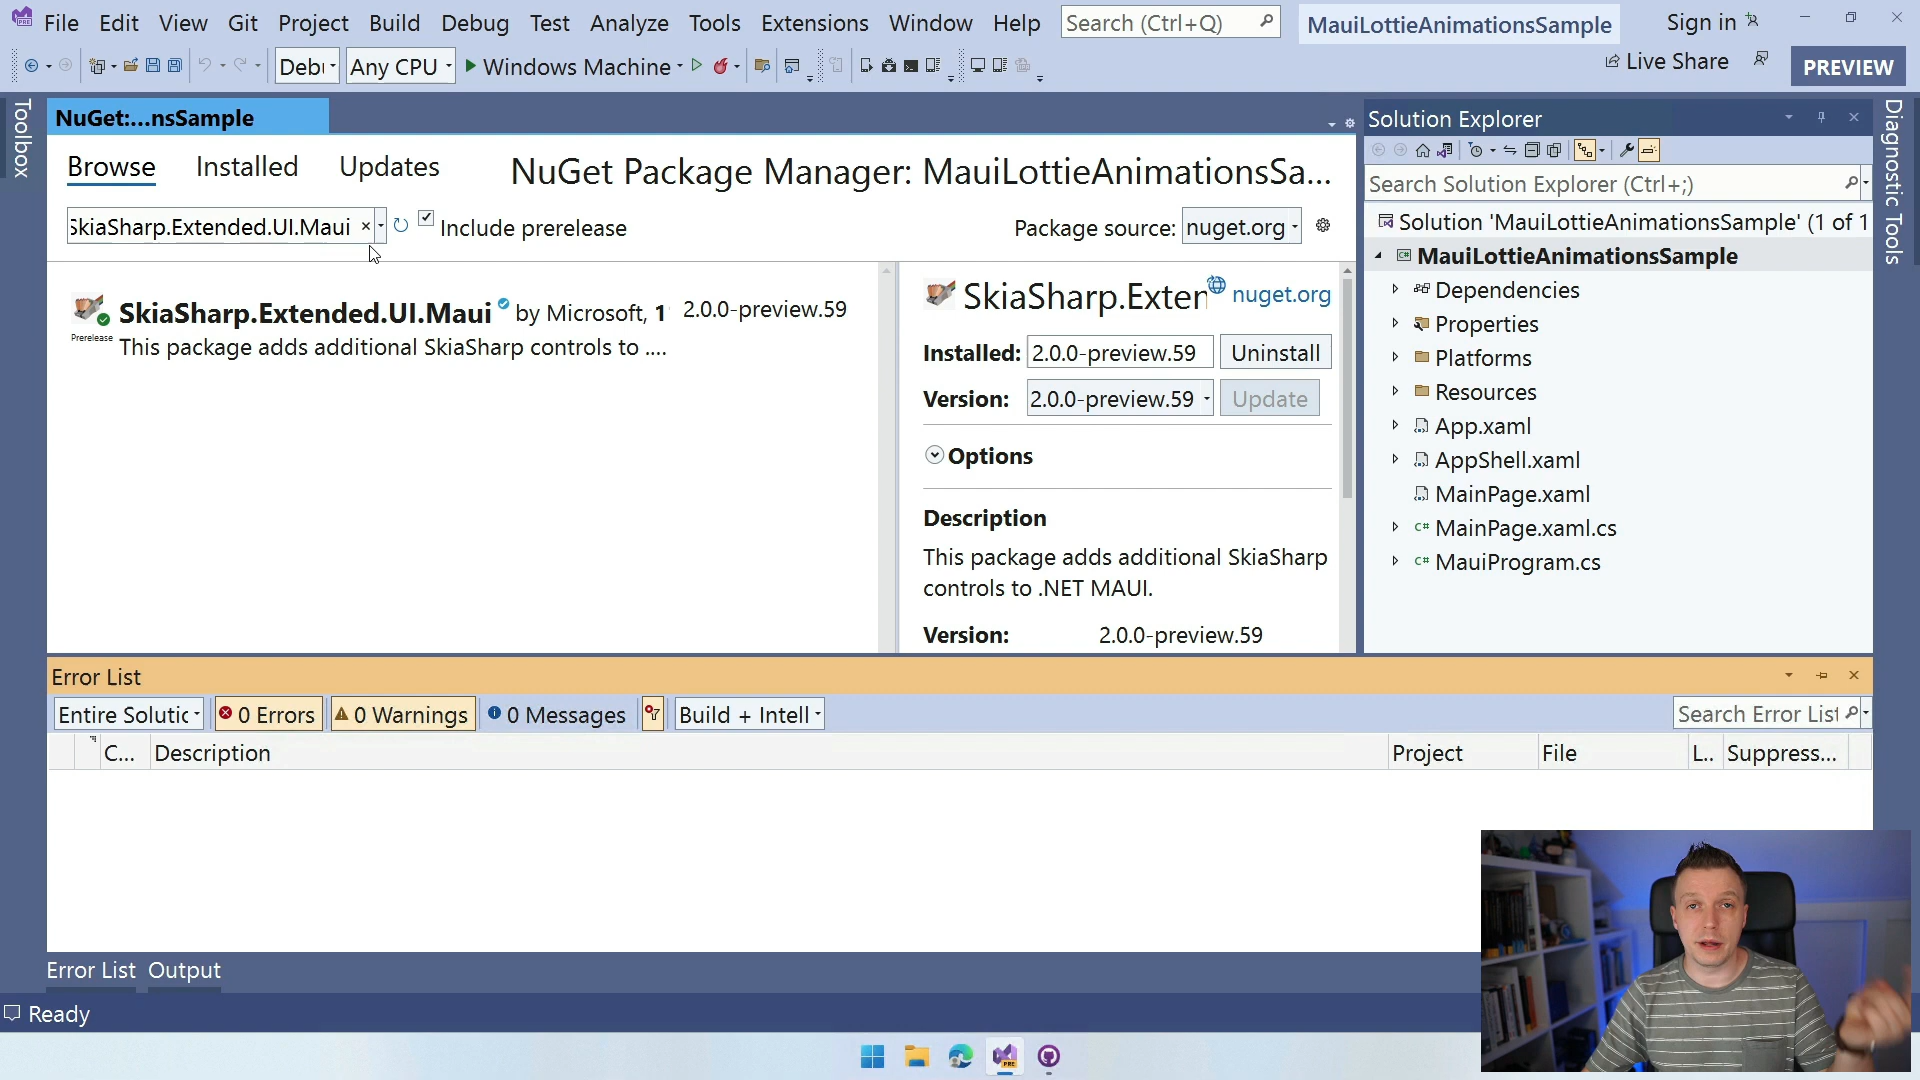 File Edit View Git Project Build Debug Test Analyze Tools Extensions Window Help Search (Ctrl+Q) MauiLottieAnimationsSample Sign in
Any CPU Windows Machine Live Share PREVIEW
Toolbox
NuGet:...nsSample
Browse Installed Updates NuGet Package Manager: MauiLottieAnimationsSa...
SkiaSharp.Extended.UI.Maui Include prerelease Package source: nuget.org
SkiaSharp.Extended.UI.Maui by Microsoft, 2.0.0-preview.59
Prerelease This package adds additional SkiaSharp controls to ....
SkiaSharp.Exten nuget.org
Installed: 2.0.0-preview.59 Uninstall
Version: 2.0.0-preview.59 Update
Options
Description
This package adds additional SkiaSharp
controls to .NET MAUI.
Version: 2.0.0-preview.59
Solution Explorer
Search Solution Explorer (Ctrl+;)
Solution 'MauiLottieAnimationsSample' (1 of 1
MauiLottieAnimationsSample
Dependencies
Properties
Platforms
Resources
App.xaml
AppShell.xaml
MainPage.xaml
MainPage.xaml.cs
MauiProgram.cs
Diagnostic Tools
Error List
Entire Solutic 0 Errors 0 Warnings 0 Messages Build + Intell Search Error List
C... Description Project File L.. Suppress...
Error List Output
Ready